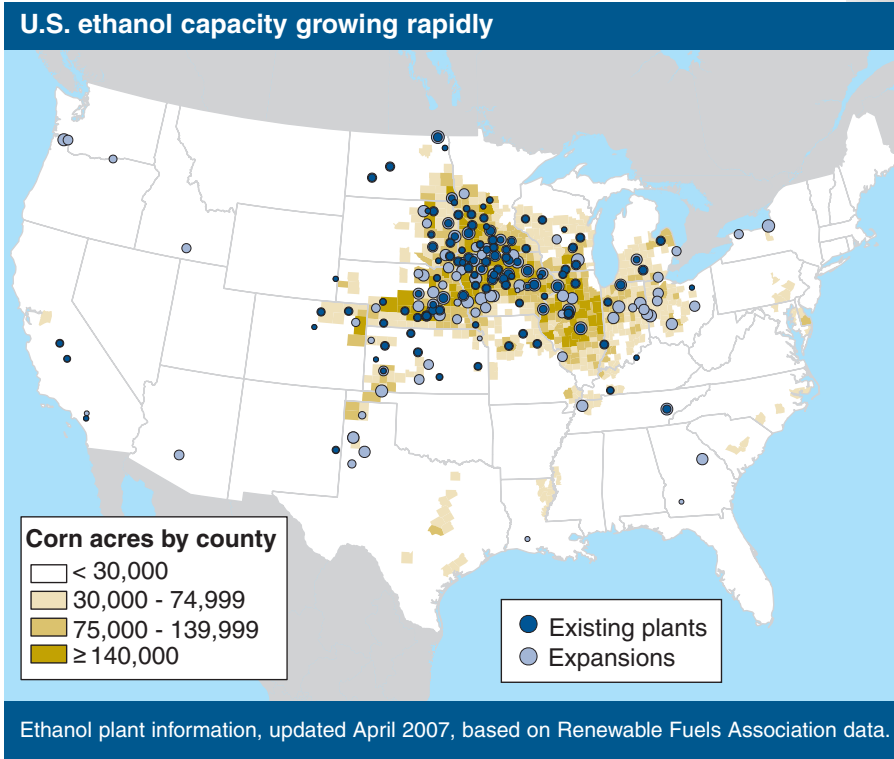 U.S. ethanol capacity growing rapidly
Corn acres by county
< 30,000
30,000 - 74,999
75,000 - 139,999
≥ 140,000
Existing plants
Expansions
Ethanol plant information, updated April 2007, based on Renewable Fuels Association data.